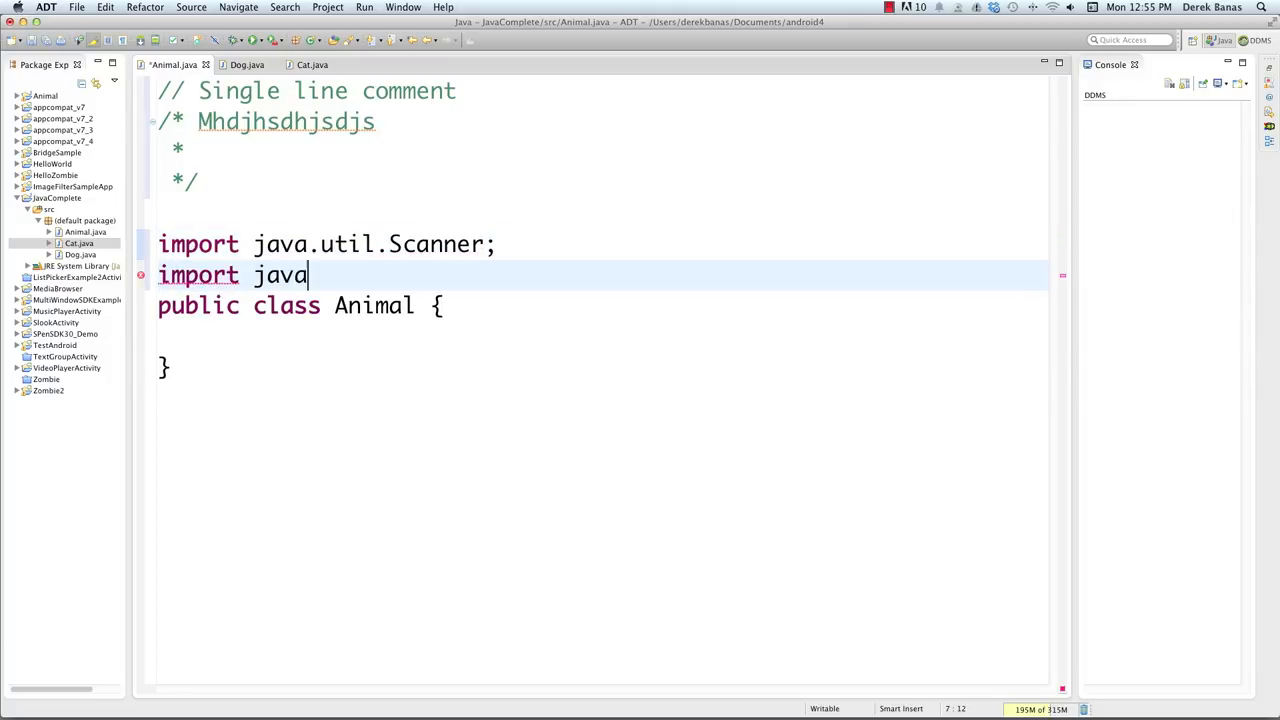 ADT File Edit Refactor Source Navigate Search Project Run Window Help 10 Mon 12:55 PM Derek Banas
Java – JavaComplete/src/Animal.java – ADT – /Users/derekbanas/Documents/android4
Quick Access Java DDMS
Package Exp
*Animal.java Dog.java Cat.java
Console
DDMS
Animal
appcompat_v7
appcompat_v7_2
appcompat_v7_3
appcompat_v7_4
BridgeSample
HelloWorld
HelloZombie
ImageFilterSampleApp
JavaComplete
src
(default package)
Animal.java
Cat.java
Dog.java
JRE System Library [Ja
ListPickerExample2Activi
MediaBrowser
MultiWindowSDKExample
MusicPlayerActivity
SlookActivity
SPenSDK30_Demo
TestAndroid
TextGroupActivity
VideoPlayerActivity
Zombie
Zombie2
// Single line comment
/* Mhdjhsdhjsdjs
*
*/
import java.util.Scanner;
import java
public class Animal {
}
Writable Smart Insert 7 : 12 195M of 315M